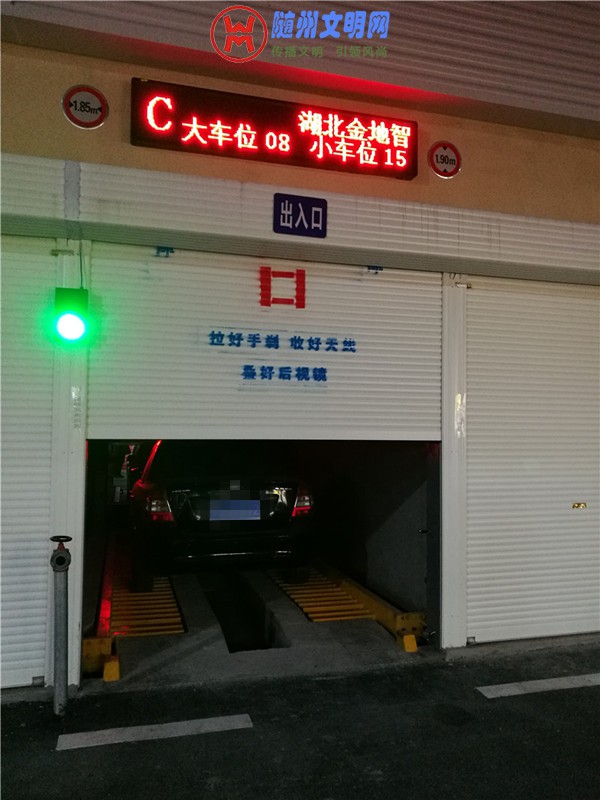 随州文明网
传播文明 引领风尚
1.85m
C 大车位 08
湖北金地智
小车位 15
1.90m
出入口
口
拉好手刹 收好天线
叠好后视镜